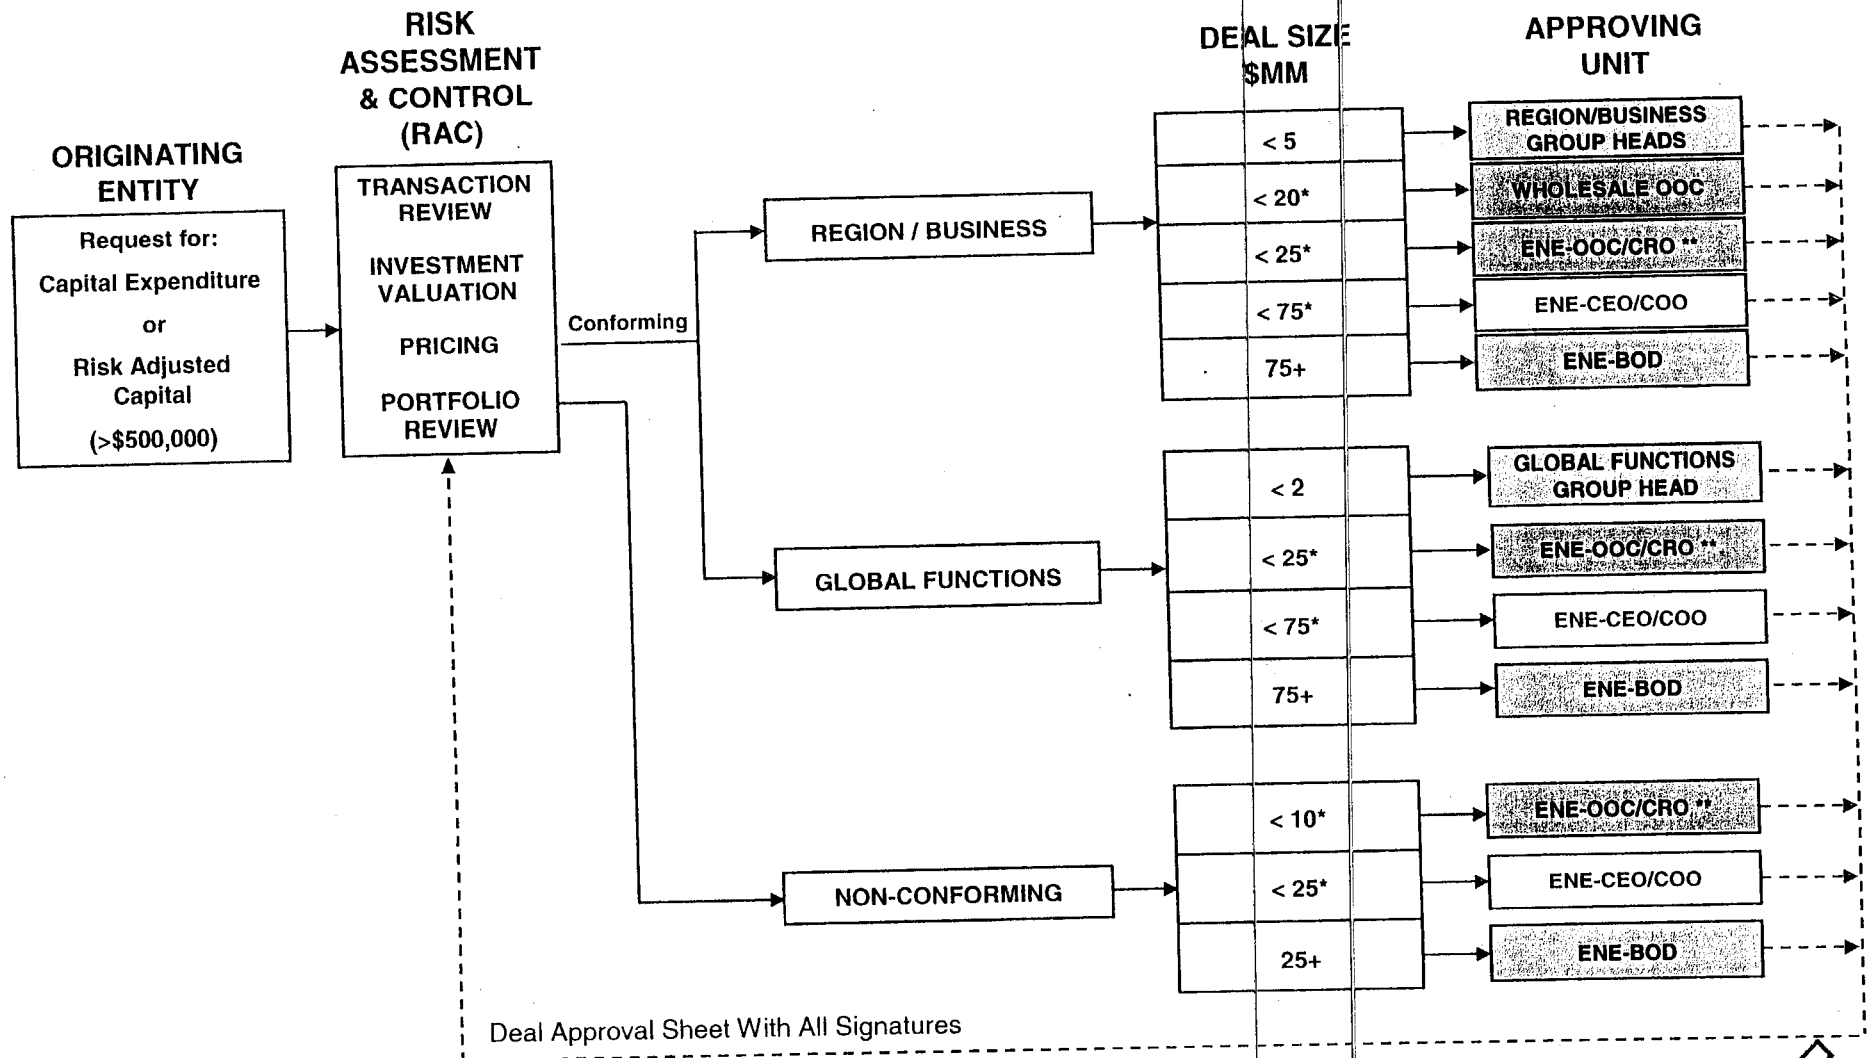 RISK
ASSESSMENT
& CONTROL
(RAC)
DEAL SIZE
$MM
APPROVING
UNIT
ORIGINATING
ENTITY
Request for:
Capital Expenditure
or
Risk Adjusted
Capital
(>$500,000)
TRANSACTION
REVIEW
INVESTMENT
VALUATION
PRICING
PORTFOLIO
REVIEW
Conforming
REGION / BUSINESS
< 5
REGION/BUSINESS
GROUP HEADS
< 20*
WHOLESALE OOC
< 25*
ENE-OOC/CRO **
< 75*
ENE-CEO/COO
75+
ENE-BOD
GLOBAL FUNCTIONS
< 2
GLOBAL FUNCTIONS
GROUP HEAD
< 25*
ENE-OOC/CRO **
< 75*
ENE-CEO/COO
75+
ENE-BOD
NON-CONFORMING
< 10*
ENE-OOC/CRO **
< 25*
ENE-CEO/COO
25+
ENE-BOD
Deal Approval Sheet With All Signatures